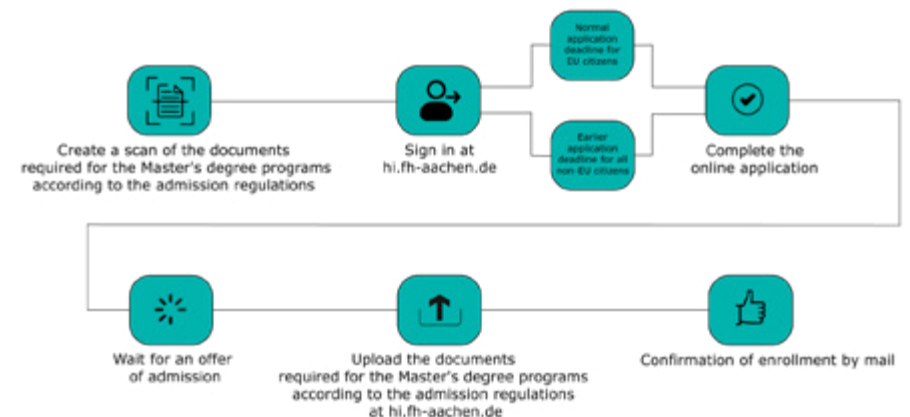 Normal
application
deadline for
EU citizens
Create a scan of the documents
required for the Master's degree programs
according to the admission regulations
Sign in at
hi.fh-aachen.de
Earlier
application
deadline for all
non EU citizens
Complete the
online application
Wait for an offer
of admission
Upload the documents
required for the Master's degree programs
according to the admission regulations
at hi.fh-aachen.de
Confirmation of enrollment by mail